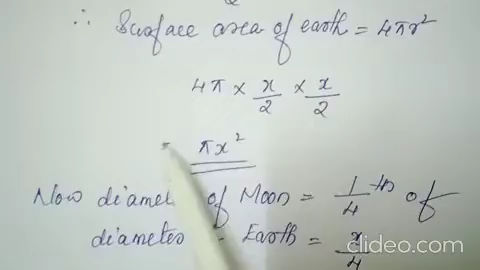 ∴ Surface area of earth = 4πr²
4π × x/2 × x/2
πx²
Now diamet of Moon = 1/4 th of
diameter Earth = x/4
clideo.com